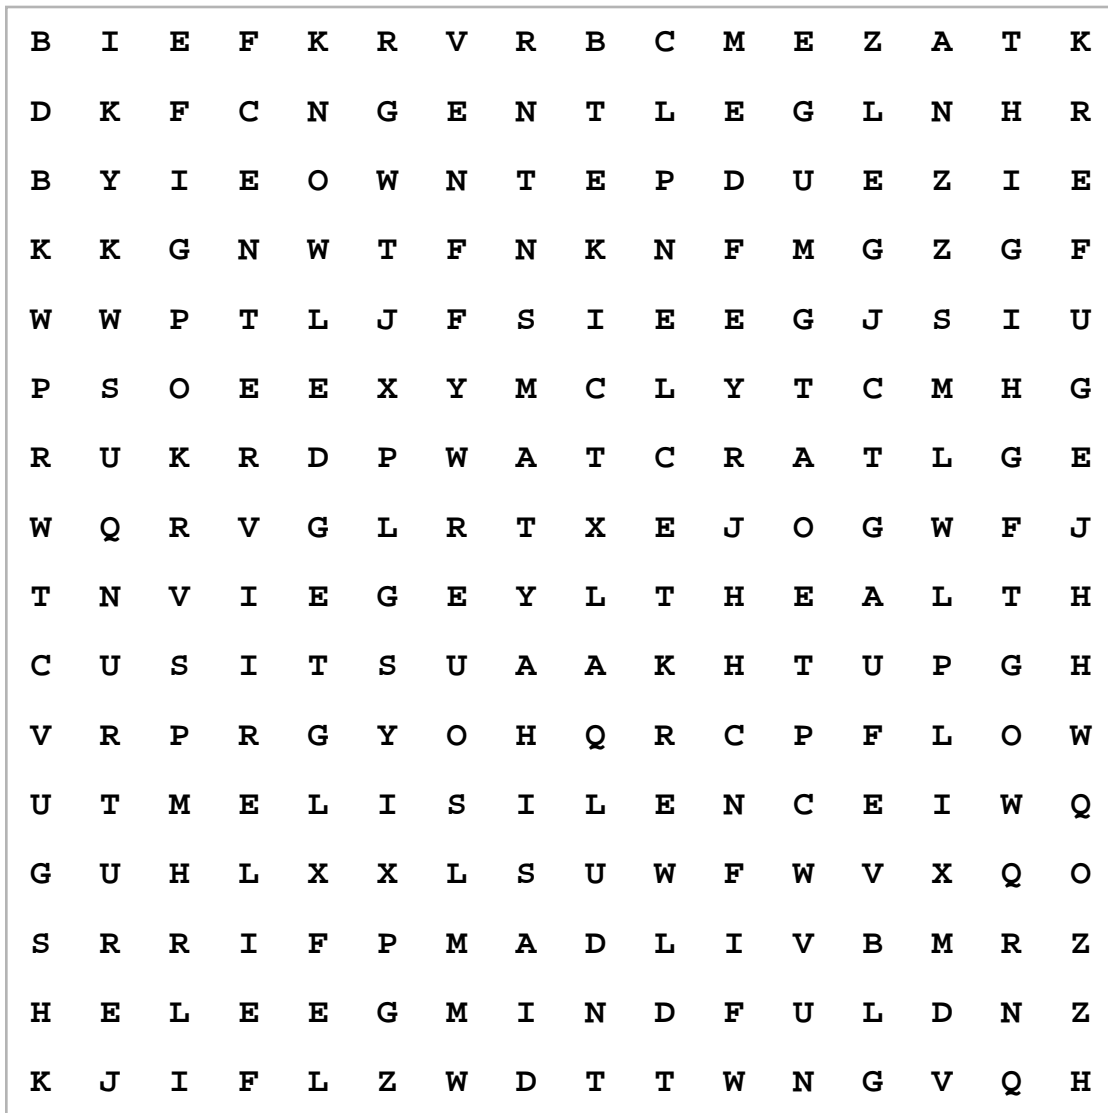 B I E F K R V R B C M E Z A T K
D K F C N G E N T L E G L N H R
B Y I E O W N T E P D U E Z I E
K K G N W T F N K N F M G Z G F
W W P T L J F S I E E G J S I U
P S O E E X Y M C L Y T C M H G
R U K R D P W A T C R A T L G E
W Q R V G L R T X E J O G W F J
T N V I E G E Y L T H E A L T H
C U S I T S U A A K H T U P G H
V R P R G Y O H Q R C P F L O W
U T M E L I S I L E N C E I W Q
G U H L X X L S U W F W V X Q O
S R R I F P M A D L I V B M R Z
H E L E E G M I N D F U L D N Z
K J I F L Z W D T T W N G V Q H